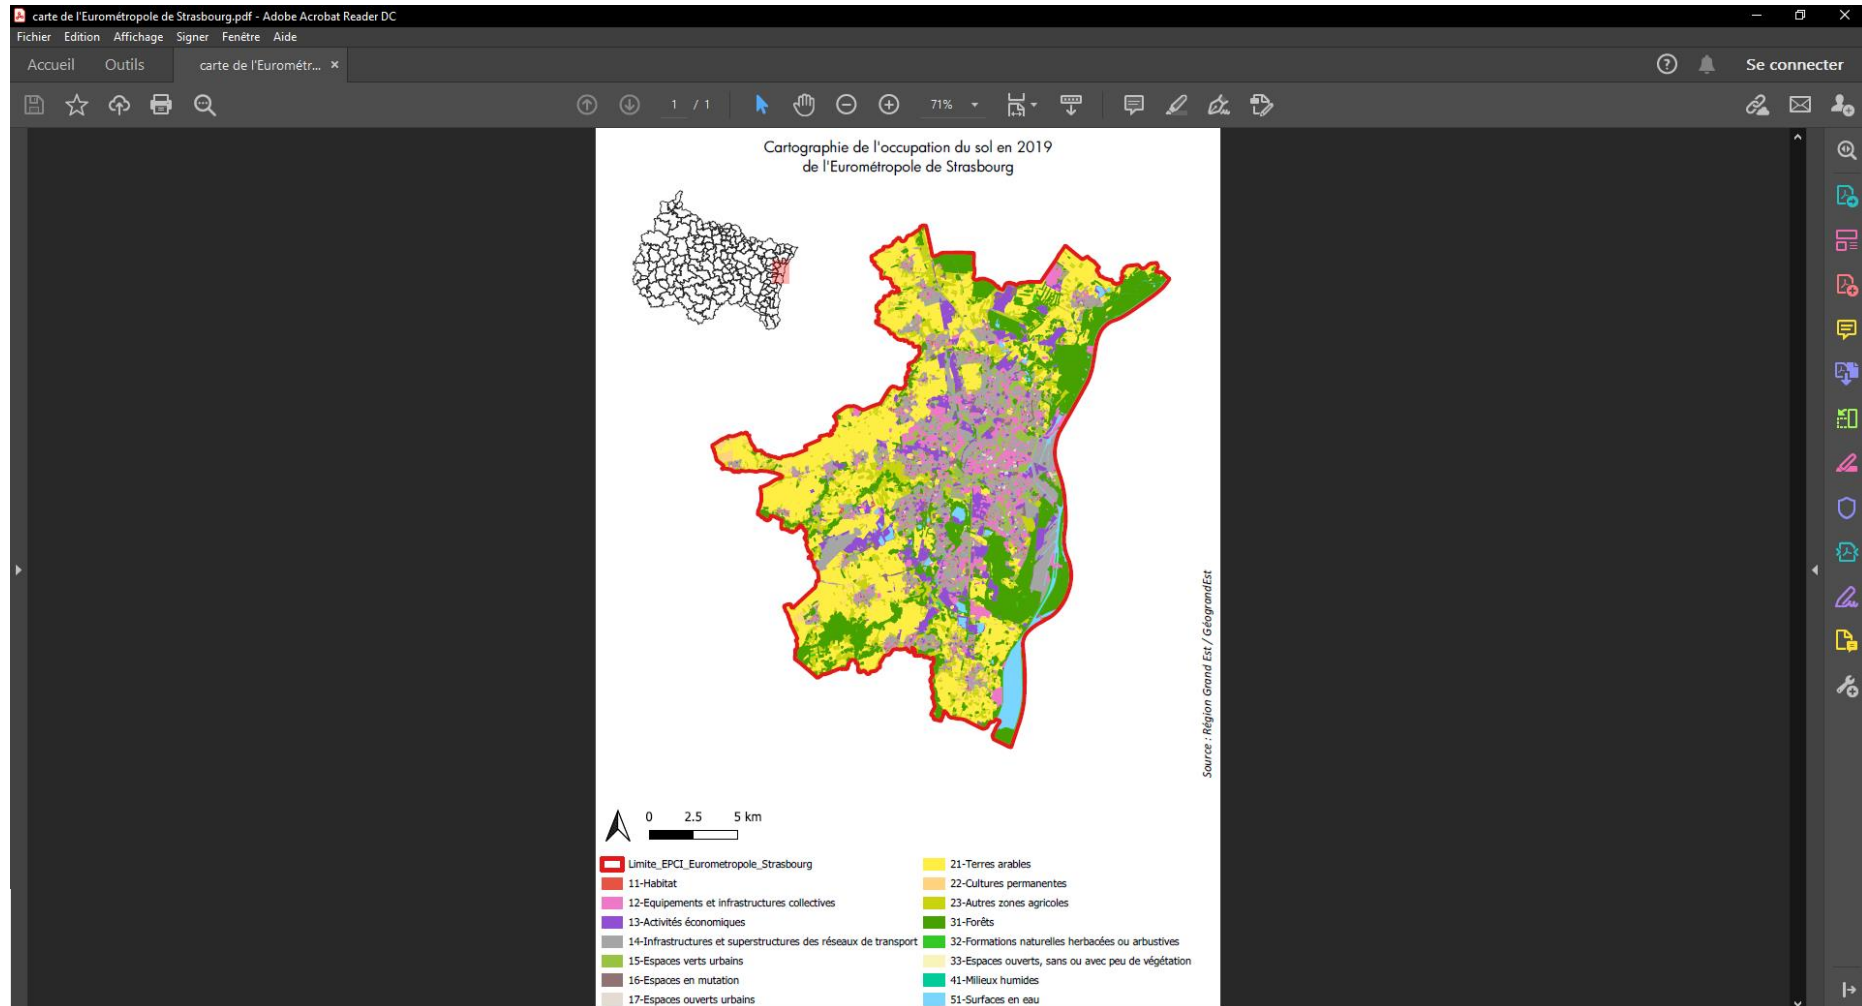 carte de l'Eurométropole de Strasbourg.pdf - Adobe Acrobat Reader DC
Fichier Edition Affichage Signer Fenêtre Aide
Accueil Outils carte de l'Eurométr... ×
Se connecter
1 / 1 71%
Cartographie de l'occupation du sol en 2019
de l'Eurométropole de Strasbourg
Source : Région Grand Est / GéograndEst
0 2.5 5 km
Limite_EPCI_Eurometropole_Strasbourg
11-Habitat
12-Equipements et infrastructures collectives
13-Activités économiques
14-Infrastructures et superstructures des réseaux de transport
15-Espaces verts urbains
16-Espaces en mutation
17-Espaces ouverts urbains
21-Terres arables
22-Cultures permanentes
23-Autres zones agricoles
31-Forêts
32-Formations naturelles herbacées ou arbustives
33-Espaces ouverts, sans ou avec peu de végétation
41-Milieux humides
51-Surfaces en eau